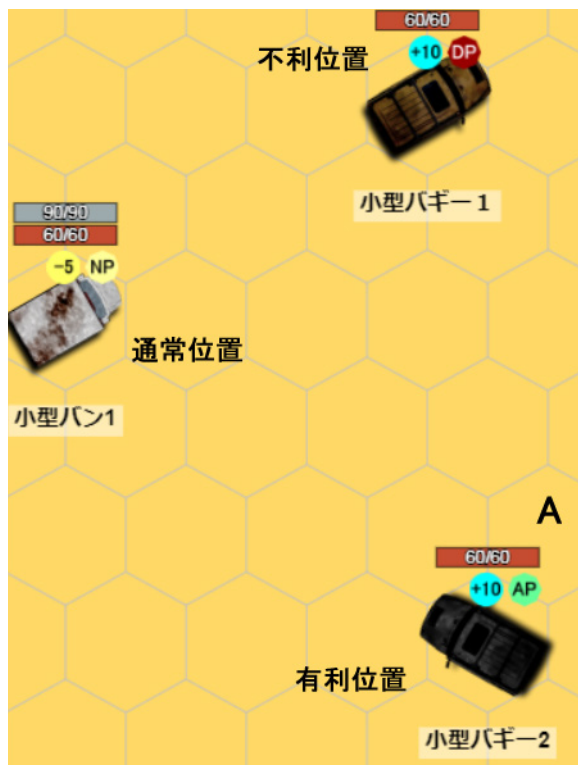 60/60
不利位置
+10 DP
小型バギー１
90/90
60/60
-5 NP
通常位置
小型バン1
A
60/60
+10 AP
有利位置
小型バギー2